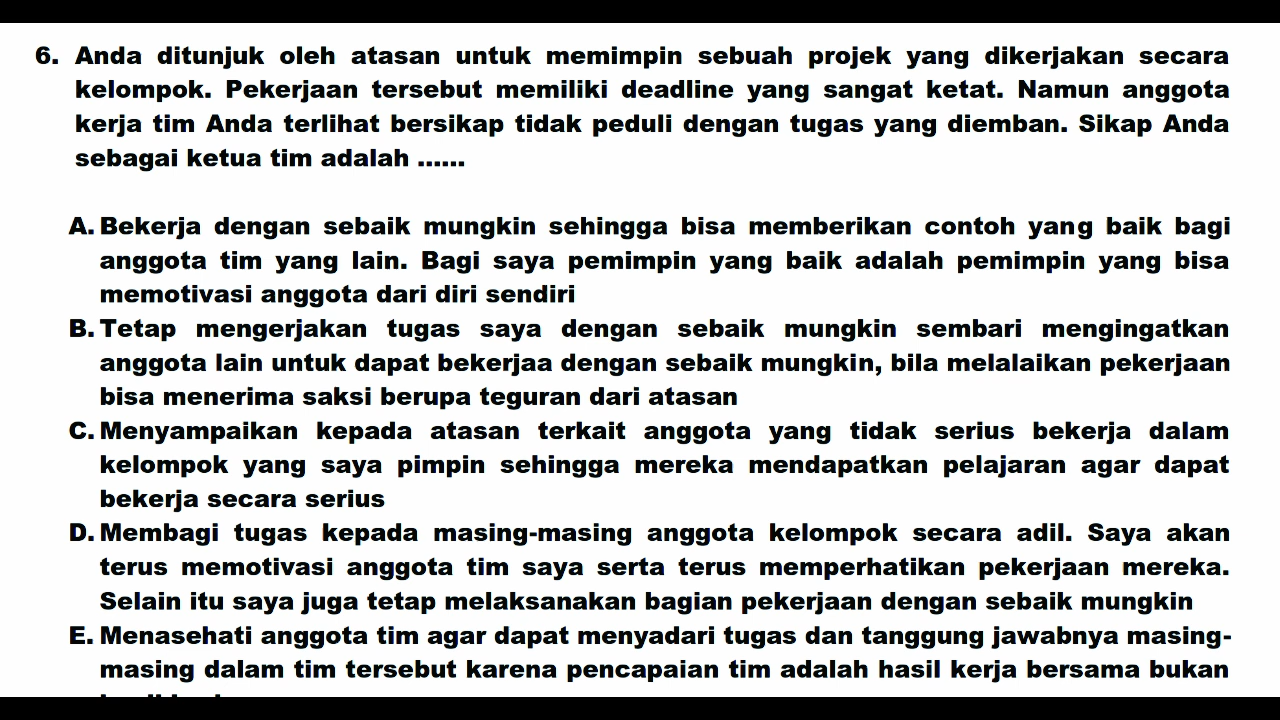 6. Anda ditunjuk oleh atasan untuk memimpin sebuah projek yang dikerjakan secara
kelompok. Pekerjaan tersebut memiliki deadline yang sangat ketat. Namun anggota
kerja tim Anda terlihat bersikap tidak peduli dengan tugas yang diemban. Sikap Anda
sebagai ketua tim adalah ......
A. Bekerja dengan sebaik mungkin sehingga bisa memberikan contoh yang baik bagi
anggota tim yang lain. Bagi saya pemimpin yang baik adalah pemimpin yang bisa
memotivasi anggota dari diri sendiri
B. Tetap mengerjakan tugas saya dengan sebaik mungkin sembari mengingatkan
anggota lain untuk dapat bekerjaa dengan sebaik mungkin, bila melalaikan pekerjaan
bisa menerima saksi berupa teguran dari atasan
C. Menyampaikan kepada atasan terkait anggota yang tidak serius bekerja dalam
kelompok yang saya pimpin sehingga mereka mendapatkan pelajaran agar dapat
bekerja secara serius
D. Membagi tugas kepada masing-masing anggota kelompok secara adil. Saya akan
terus memotivasi anggota tim saya serta terus memperhatikan pekerjaan mereka.
Selain itu saya juga tetap melaksanakan bagian pekerjaan dengan sebaik mungkin
E. Menasehati anggota tim agar dapat menyadari tugas dan tanggung jawabnya masing-
masing dalam tim tersebut karena pencapaian tim adalah hasil kerja bersama bukan